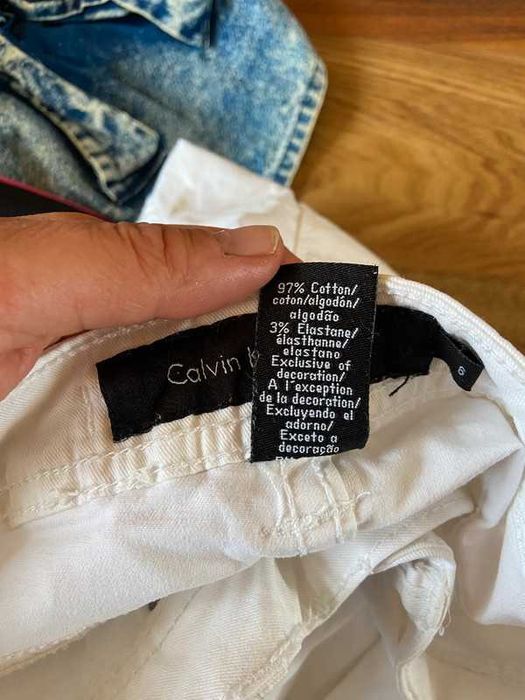 97% Cotton/
coton/algodón/
algodão
3% Elastane/
élasthanne/
elastano
Exclusive of
decoration/
A l'exception
de la decoration/
Excluyendo el
adorno/
Exceto a
decoração
Calvin
6